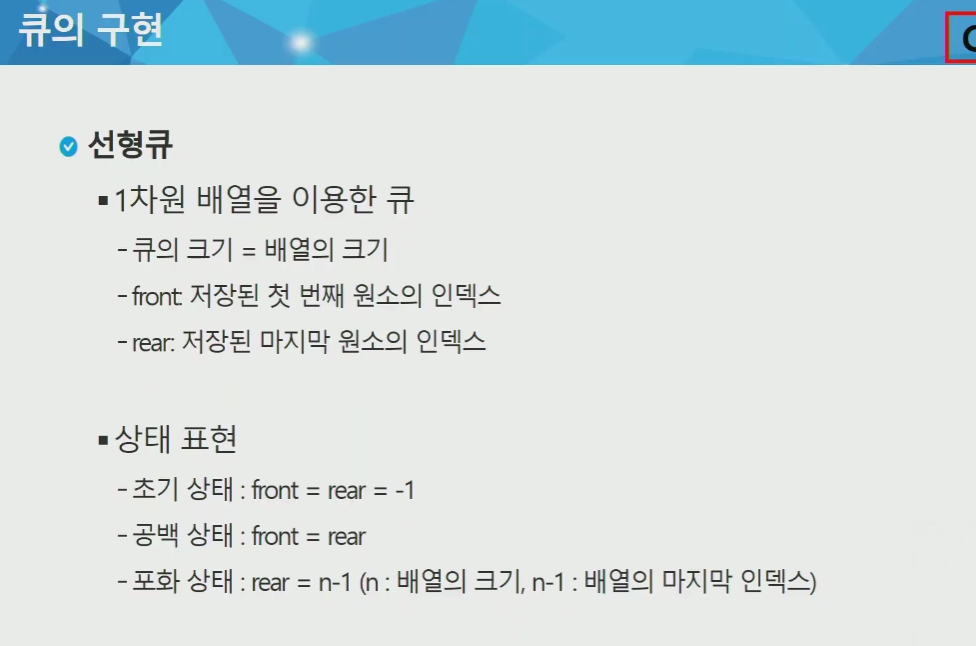 큐의 구현
선형큐
1차원 배열을 이용한 큐
- 큐의 크기 = 배열의 크기
- front: 저장된 첫 번째 원소의 인덱스
- rear: 저장된 마지막 원소의 인덱스
상태 표현
- 초기 상태 : front = rear = -1
- 공백 상태 : front = rear
- 포화 상태 : rear = n-1 (n : 배열의 크기, n-1 : 배열의 마지막 인덱스)